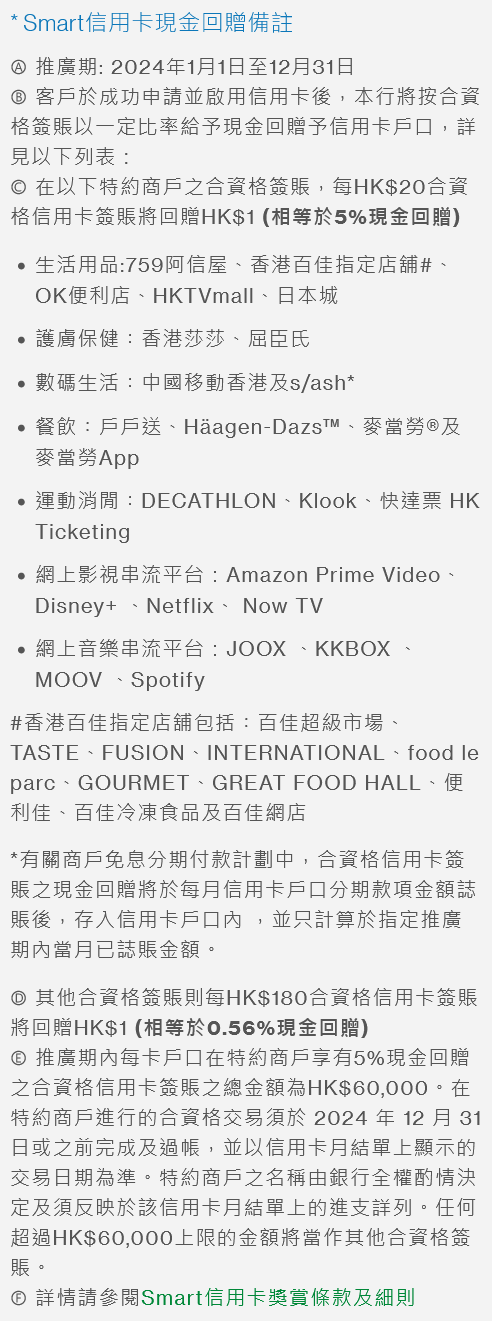 * Smart信用卡現金回贈備註
Ⓐ 推廣期: 2024年1月1日至12月31日
Ⓑ 客戶於成功申請並啟用信用卡後，本行將按合資
格簽賬以一定比率給予現金回贈予信用卡戶口，詳
見以下列表 :
Ⓒ 在以下特約商戶之合資格簽賬，每HK$20合資
格信用卡簽賬將回贈HK$1 (相等於5%現金回贈)
• 生活用品:759阿信屋、香港百佳指定店舖#、
OK便利店、HKTVmall、日本城
• 護膚保健：香港莎莎、屈臣氏
• 數碼生活：中國移動香港及s/ash*
• 餐飲：戶戶送、Häagen-Dazs™、麥當勞®及
麥當勞App
• 運動消閒：DECATHLON、Klook、快達票 HK
Ticketing
• 網上影視串流平台 : Amazon Prime Video、
Disney+ 、Netflix、 Now TV
• 網上音樂串流平台 : JOOX 、KKBOX 、
MOOV 、Spotify
#香港百佳指定店舖包括：百佳超級市場、
TASTE、FUSION、INTERNATIONAL、food le
parc、GOURMET、GREAT FOOD HALL、便
利佳、百佳冷凍食品及百佳網店
*有關商戶免息分期付款計劃中，合資格信用卡簽
賬之現金回贈將於每月信用卡戶口分期款項金額誌
賬後，存入信用卡戶口內 ，並只計算於指定推廣
期內當月已誌賬金額。
Ⓓ 其他合資格簽賬則每HK$180合資格信用卡簽賬
將回贈HK$1 (相等於0.56%現金回贈)
Ⓔ 推廣期內每卡戶口在特約商戶享有5%現金回贈
之合資格信用卡簽賬之總金額為HK$60,000。在
特約商戶進行的合資格交易須於 2024 年 12 月 31
日或之前完成及過帳，並以信用卡月結單上顯示的
交易日期為準。特約商戶之名稱由銀行全權酌情決
定及須反映於該信用卡月結單上的進支詳列。任何
超過HK$60,000上限的金額將當作其他合資格簽
賬。
Ⓕ 詳情請參閱Smart信用卡獎賞條款及細則